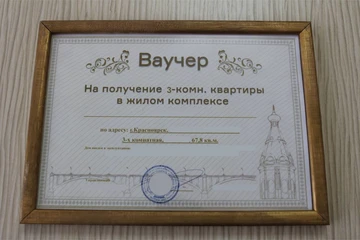 Ваучер
На получение 3-комн. квартиры
в жилом комплексе
по адресу: г.Красноярск,
3-х комнатная, 67,8 кв.м.